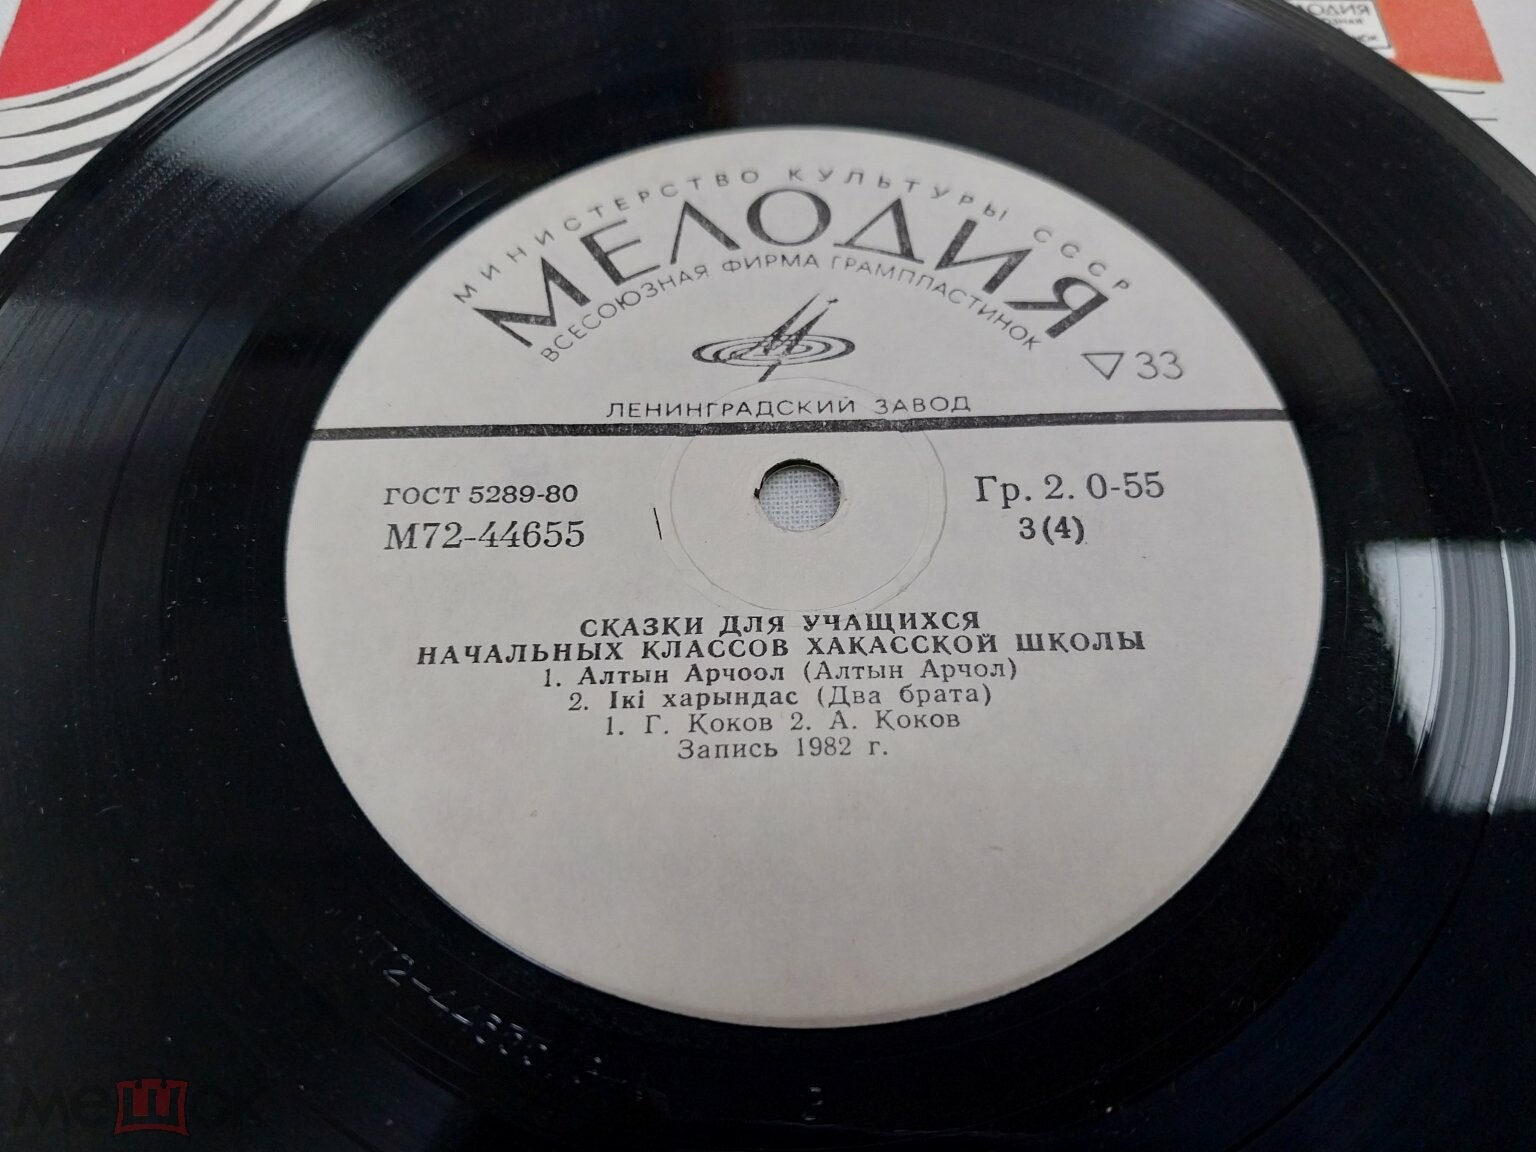 МИНИСТЕРСТВО КУЛЬТУРЫ СССР
МЕЛОДИЯ
ВСЕСОЮЗНАЯ ФИРМА ГРАМПЛАСТИНОК
▽ 33
ЛЕНИНГРАДСКИЙ ЗАВОД
ГОСТ 5289-80
М72-44655
Гр. 2. 0-55
3(4)
СКАЗКИ ДЛЯ УЧАЩИХСЯ
НАЧАЛЬНЫХ КЛАССОВ ХАКАССКОЙ ШКОЛЫ
1. Алтын Арчоол (Алтын Арчол)
2. Ікі харындас (Два брата)
1. Г. Коков 2. А. Коков
Запись 1982 г.
2
мешок